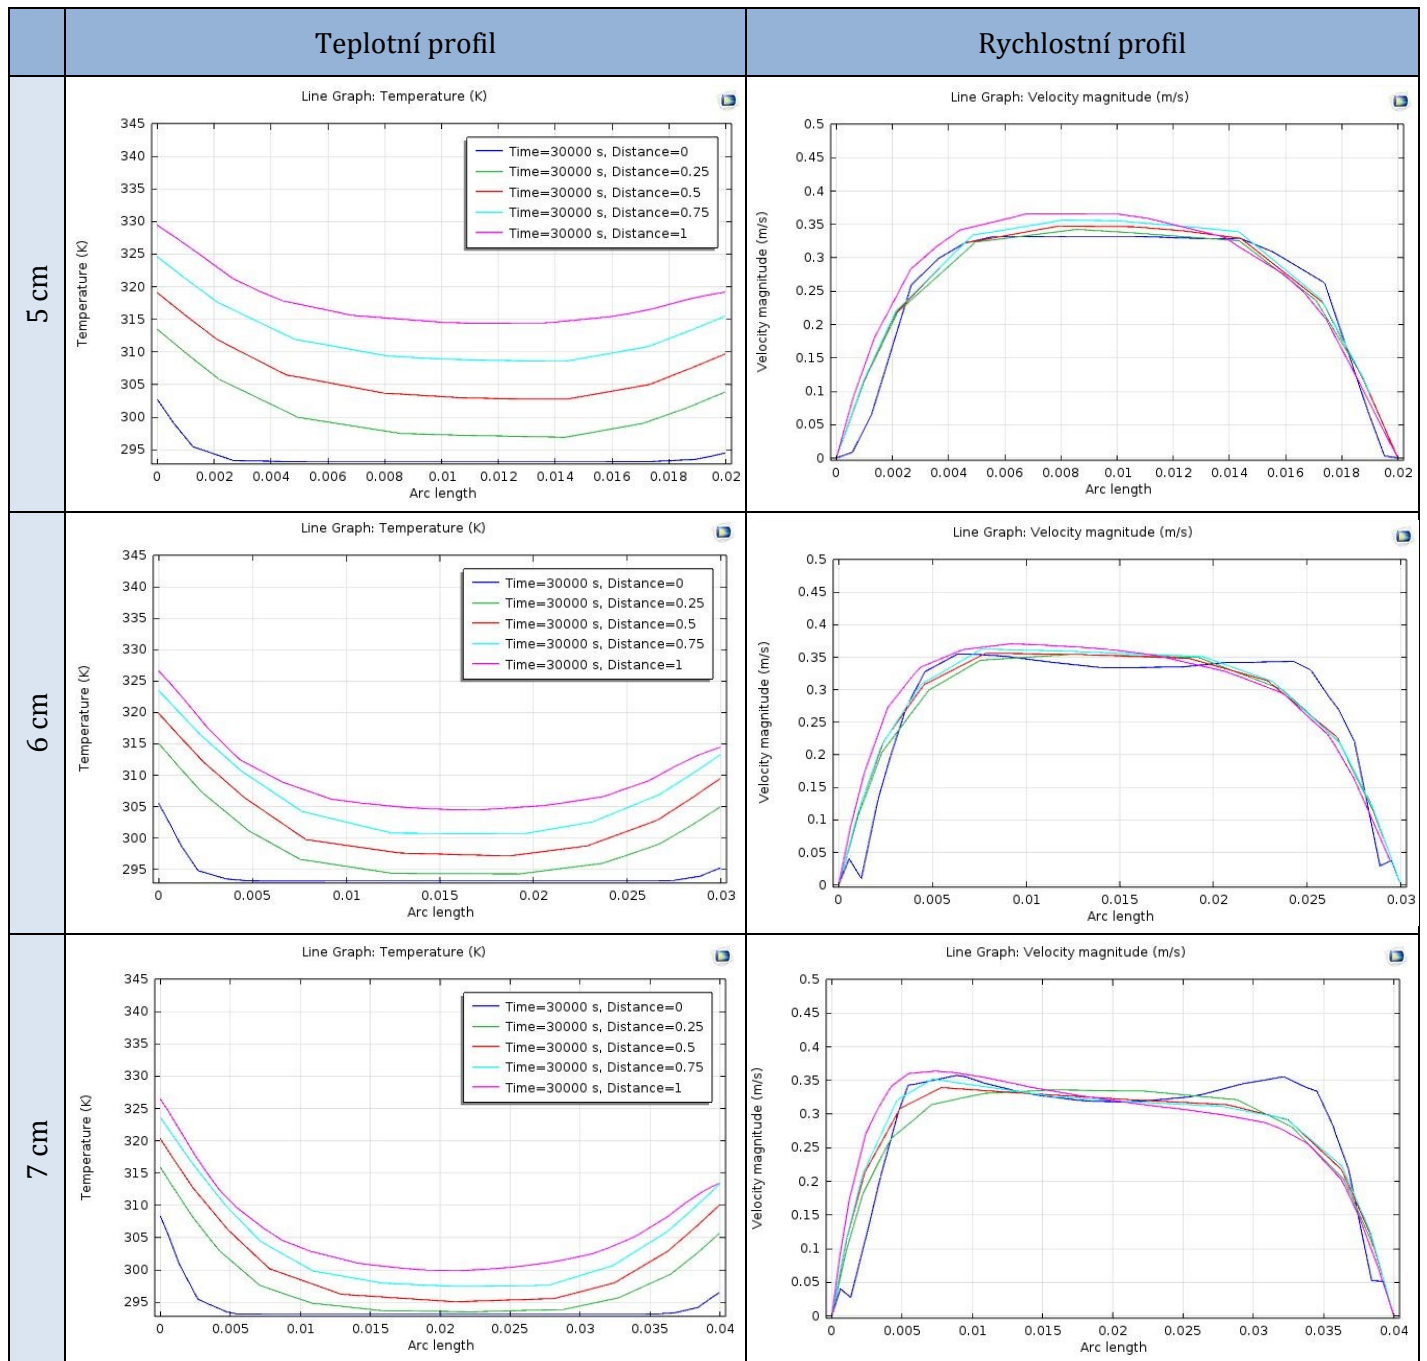 Teplotní profil
Rychlostní profil
5 cm
Line Graph: Temperature (K)
345
340
335
330
325
320
315
310
305
300
295
Temperature (K)
Time=30000 s, Distance=0
Time=30000 s, Distance=0.25
Time=30000 s, Distance=0.5
Time=30000 s, Distance=0.75
Time=30000 s, Distance=1
0 0.002 0.004 0.006 0.008 0.01 0.012 0.014 0.016 0.018 0.02
Arc length
Line Graph: Velocity magnitude (m/s)
0.5
0.45
0.4
0.35
0.3
0.25
0.2
0.15
0.1
0.05
0
Velocity magnitude (m/s)
0 0.002 0.004 0.006 0.008 0.01 0.012 0.014 0.016 0.018 0.02
Arc length
6 cm
Line Graph: Temperature (K)
345
340
335
330
325
320
315
310
305
300
295
Temperature (K)
Time=30000 s, Distance=0
Time=30000 s, Distance=0.25
Time=30000 s, Distance=0.5
Time=30000 s, Distance=0.75
Time=30000 s, Distance=1
0 0.005 0.01 0.015 0.02 0.025 0.03
Arc length
Line Graph: Velocity magnitude (m/s)
0.5
0.45
0.4
0.35
0.3
0.25
0.2
0.15
0.1
0.05
0
Velocity magnitude (m/s)
0 0.005 0.01 0.015 0.02 0.025 0.03
Arc length
7 cm
Line Graph: Temperature (K)
345
340
335
330
325
320
315
310
305
300
295
Temperature (K)
Time=30000 s, Distance=0
Time=30000 s, Distance=0.25
Time=30000 s, Distance=0.5
Time=30000 s, Distance=0.75
Time=30000 s, Distance=1
0 0.005 0.01 0.015 0.02 0.025 0.03 0.035 0.04
Arc length
Line Graph: Velocity magnitude (m/s)
0.5
0.45
0.4
0.35
0.3
0.25
0.2
0.15
0.1
0.05
0
Velocity magnitude (m/s)
0 0.005 0.01 0.015 0.02 0.025 0.03 0.035 0.04
Arc length